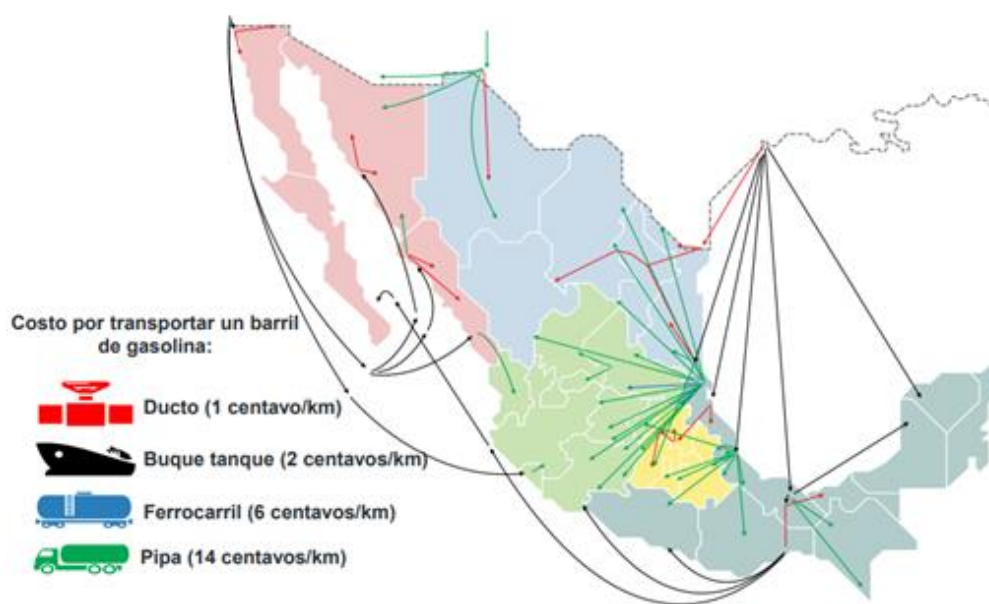 Costo por transportar un barril
de gasolina:
Ducto (1 centavo/km)
Buque tanque (2 centavos/km)
Ferrocarril (6 centavos/km)
Pipa (14 centavos/km)